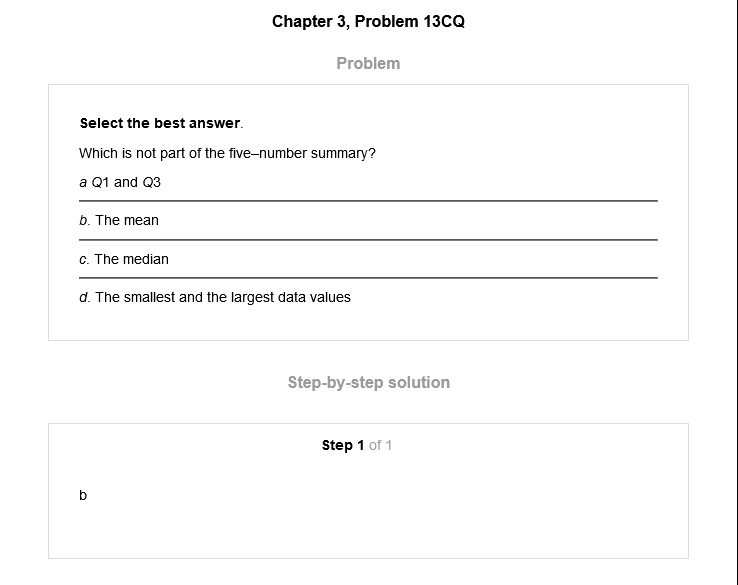 Chapter 3, Problem 13CQ
Problem
Select the best answer.
Which is not part of the five–number summary?
a Q1 and Q3
b. The mean
c. The median
d. The smallest and the largest data values
Step-by-step solution
Step 1 of 1
b